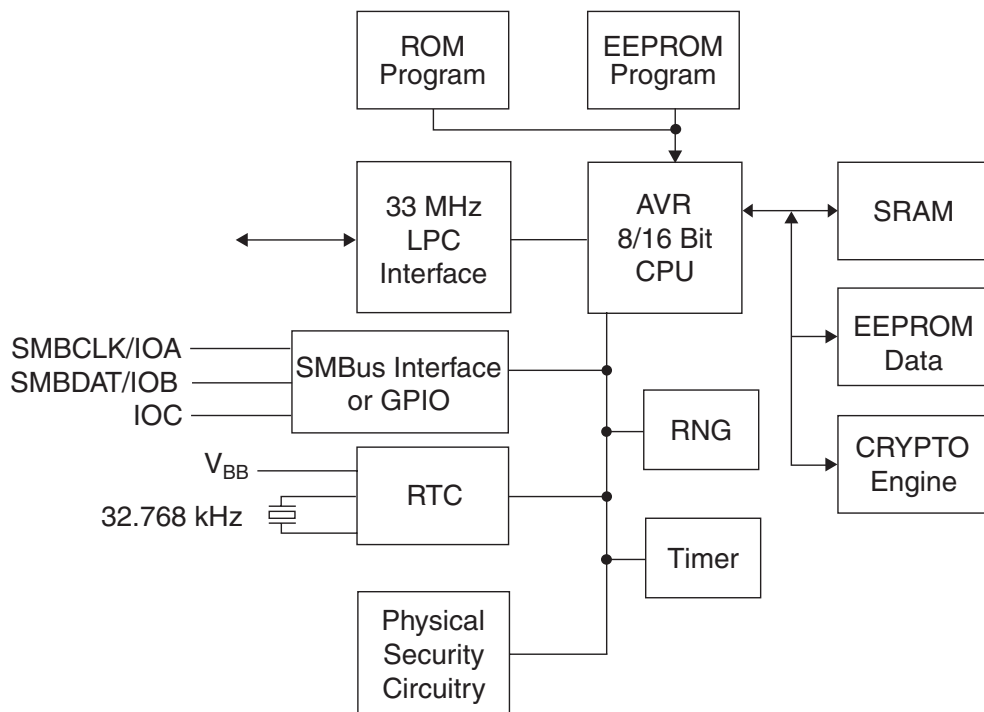 ROM
Program
EEPROM
Program
33 MHz
LPC
Interface
AVR
8/16 Bit
CPU
SRAM
EEPROM
Data
CRYPTO
Engine
SMBCLK/IOA
SMBDAT/IOB
IOC
SMBus Interface
or GPIO
RNG
VBB
32.768 kHz
RTC
Timer
Physical
Security
Circuitry